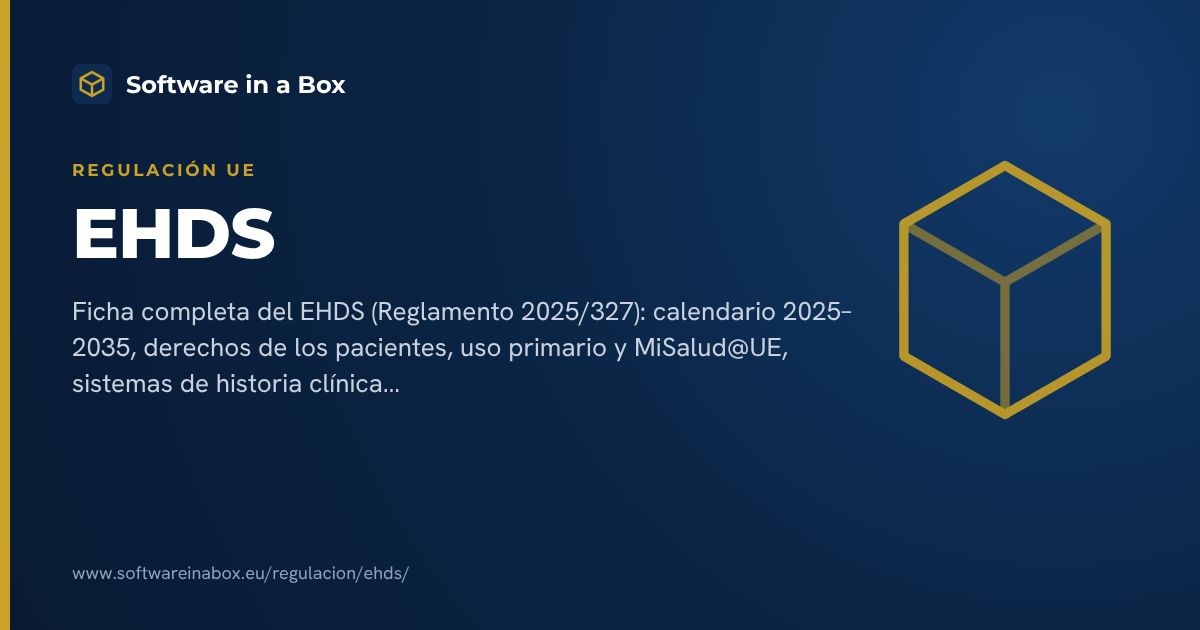 Software in a Box
REGULACIÓN UE
EHDS
Ficha completa del EHDS (Reglamento 2025/327): calendario 2025–
2035, derechos de los pacientes, uso primario y MiSalud@UE,
sistemas de historia clínica...
www.softwareinabox.eu/regulacion/ehds/